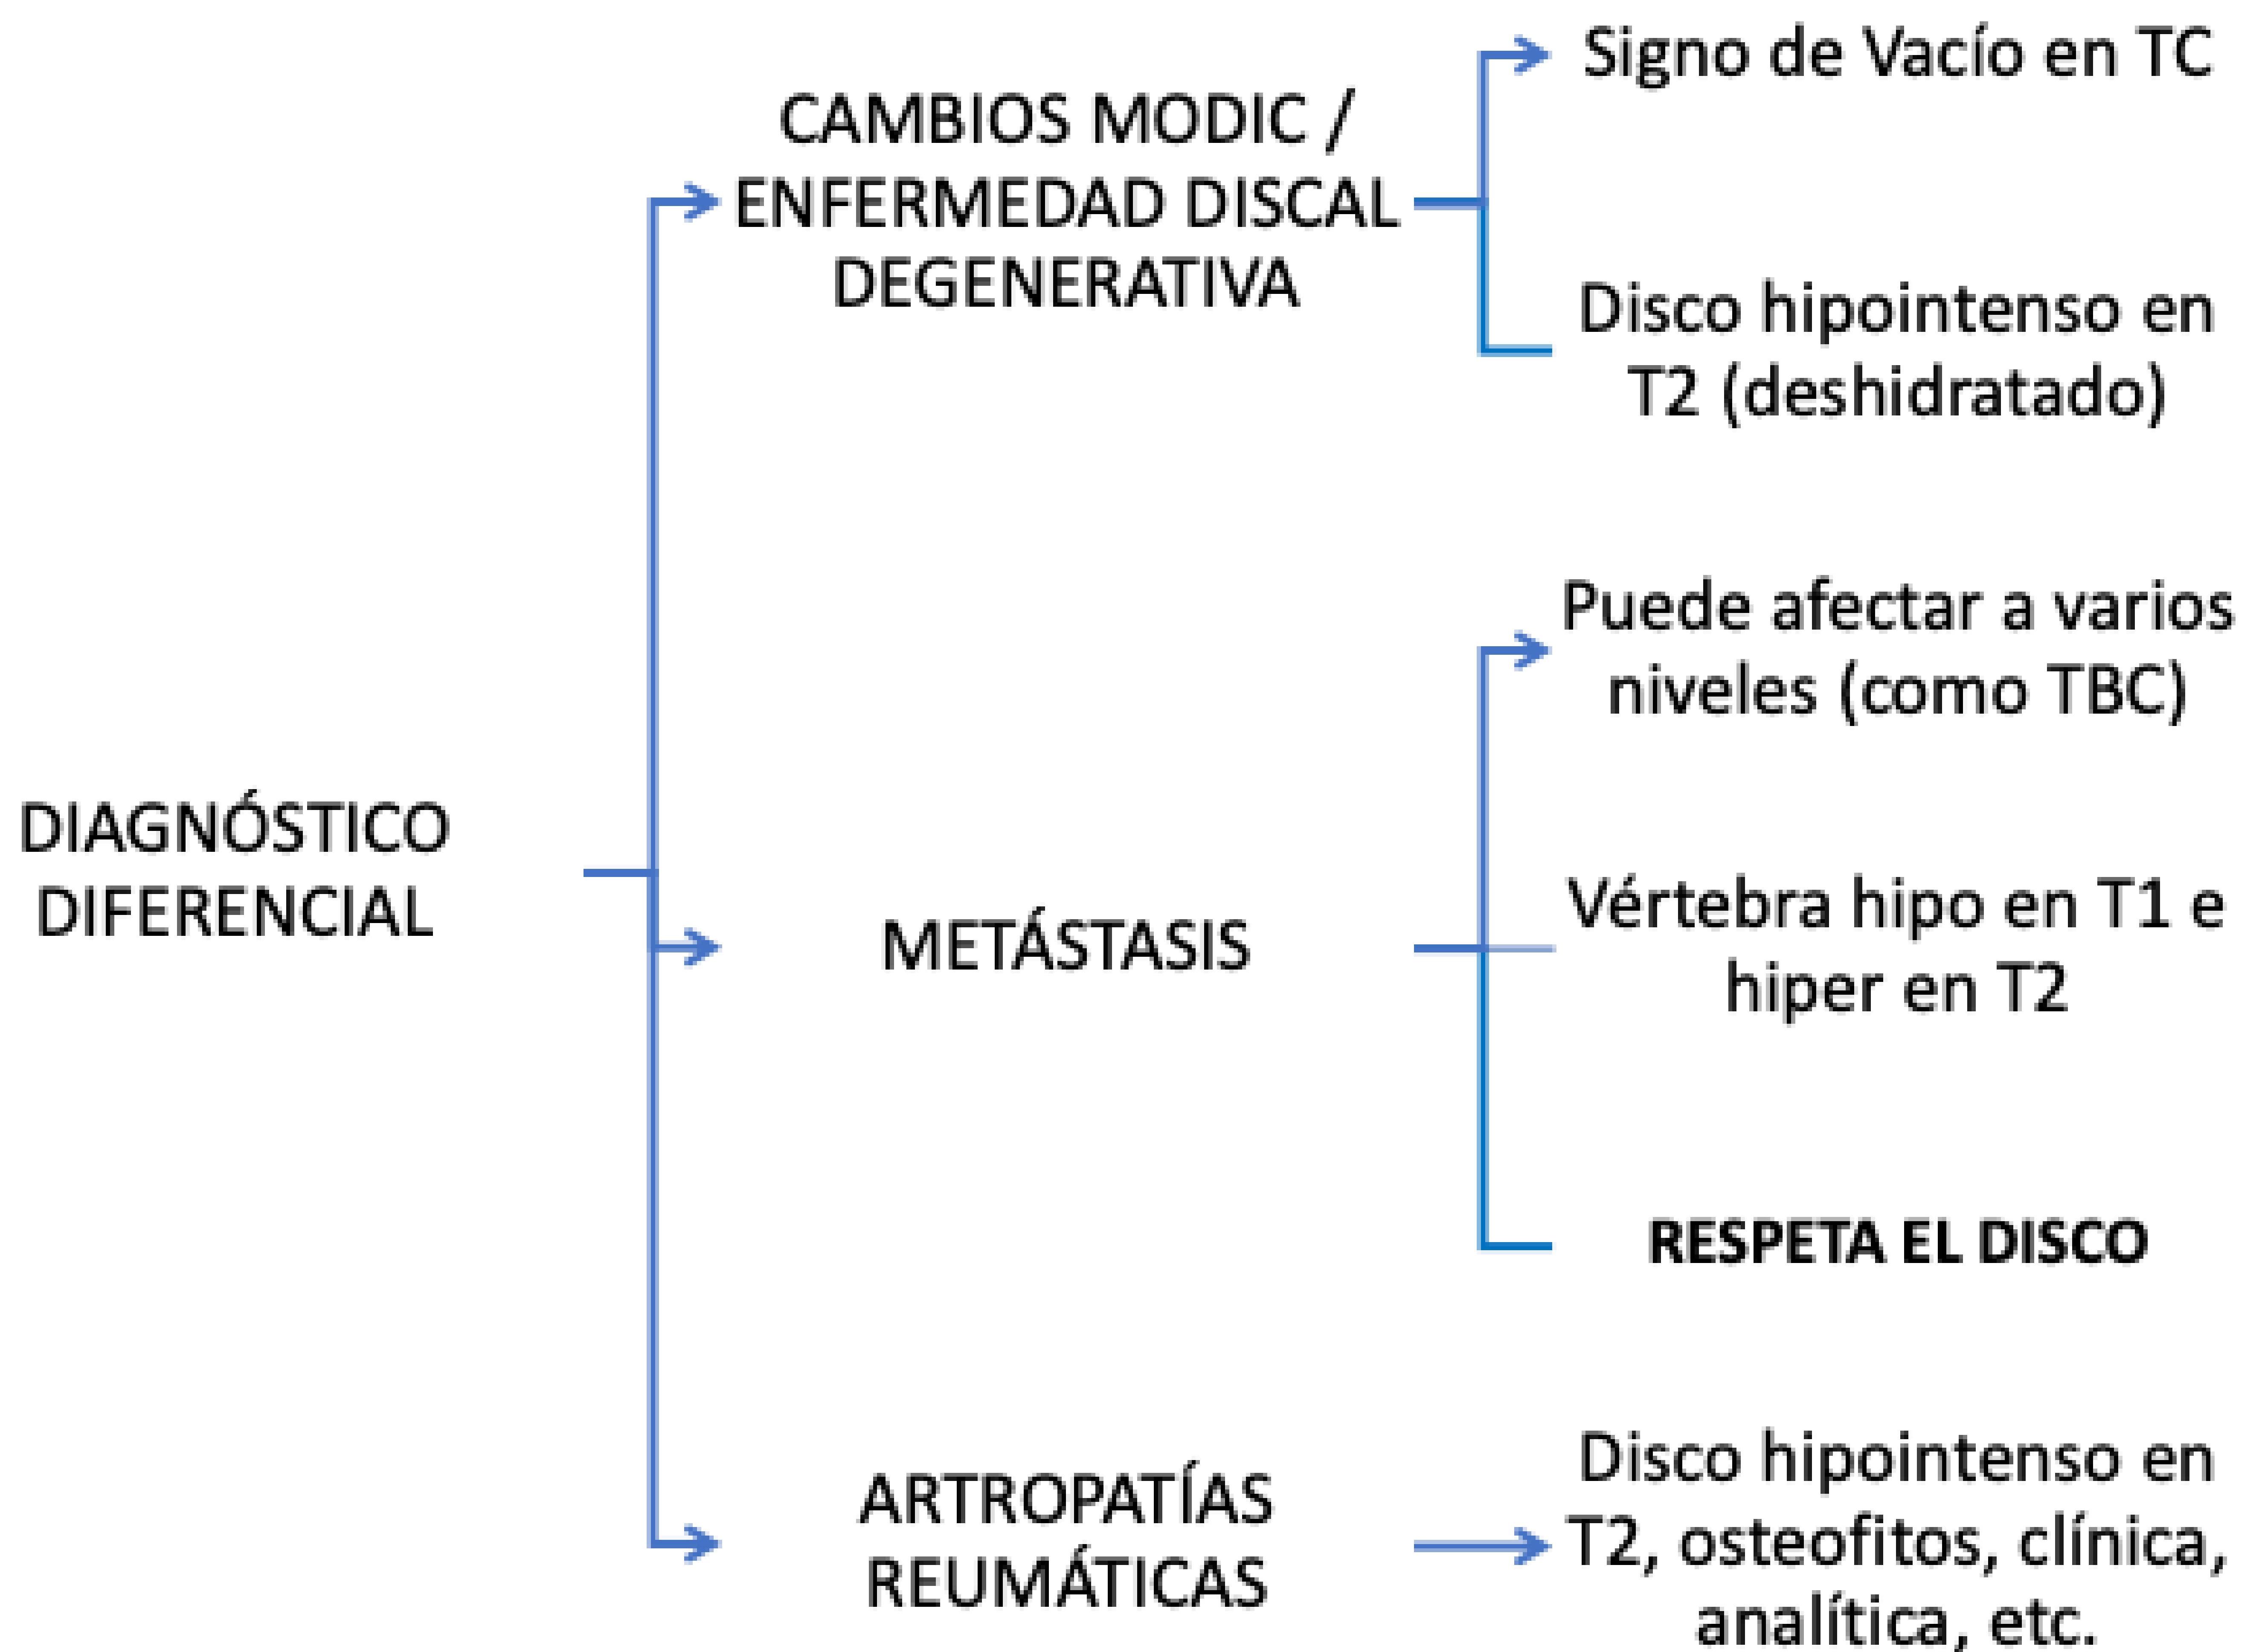 DIAGNÓSTICO
DIFERENCIAL
CAMBIOS MODIC /
ENFERMEDAD DISCAL
DEGENERATIVA
Signo de Vacío en TC
Disco hipointenso en
T2 (deshidratado)
METÁSTASIS
Puede afectar a varios
niveles (como TBC)
Vértebra hipo en T1 e
hiper en T2
RESPETA EL DISCO
ARTROPATÍAS
REUMÁTICAS
Disco hipointenso en
T2, osteofitos, clínica,
analítica, etc.